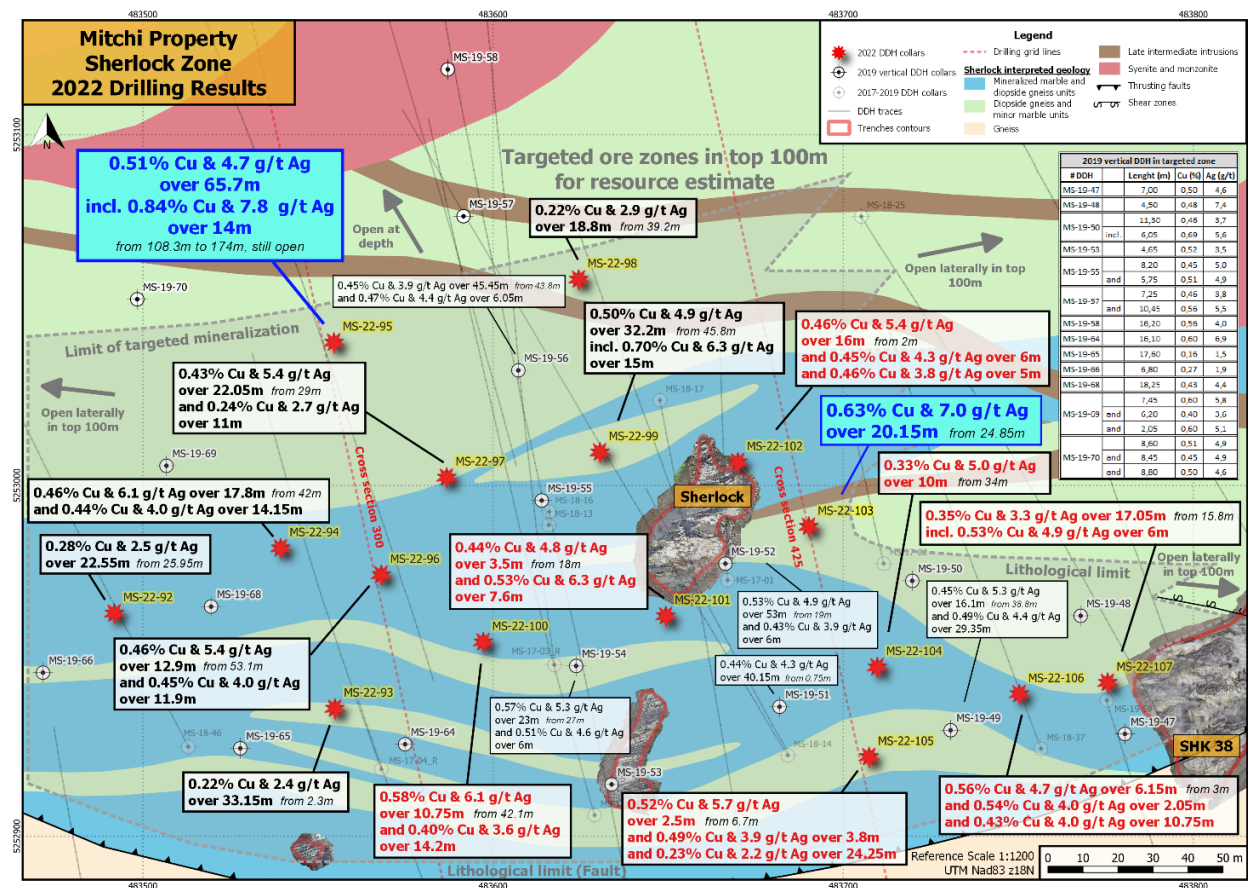 483500
483600
483700
483800
Mitchi Property
Sherlock Zone
2022 Drilling Results
N
5253100
5253000
5252900
Legend
2022 DDH collars
2019 vertical DDH collars
2017-2019 DDH collars
DDH traces
Trenches contours
Drilling grid lines
Sherlock interpreted geology
Mineralized marble and
diopside gneiss units
Diopside gneiss and
minor marble units
Gneiss
Late intermediate intrusions
Syenite and monzonite
Thrusting faults
Shear zones
2019 vertical DDH in targeted zone
# DDH Lenght (m) Cu (%) Ag (g/t)
MS-19-47 7,00 0,50 4,6
MS-19-48 4,50 0,48 7,4
MS-19-50 11,30 0,46 3,7
incl. 6,05 0,69 5,6
MS-19-53 4,65 0,52 3,5
MS-19-55 8,20 0,45 5,0
and 5,75 0,51 4,9
MS-19-57 7,25 0,46 3,8
and 10,45 0,56 5,5
MS-19-58 16,20 0,56 4,0
MS-19-64 16,10 0,60 6,9
MS-19-65 17,60 0,16 1,5
MS-19-66 6,80 0,27 1,9
MS-19-68 18,25 0,43 4,4
MS-19-69 7,45 0,60 5,8
and 6,20 0,40 3,6
and 2,05 0,60 5,1
MS-19-70 8,60 0,51 4,9
and 8,45 0,45 4,9
and 8,80 0,50 4,6
MS-19-58
Targeted ore zones in top 100m
for resource estimate
0.51% Cu & 4.7 g/t Ag
over 65.7m
incl. 0.84% Cu & 7.8 g/t Ag
over 14m
from 108.3m to 174m, still open
MS-19-57
Open at
depth
0.22% Cu & 2.9 g/t Ag
over 18.8m from 39.2m
MS-18-25
Open laterally in top
100m
MS-22-98
MS-19-70
0.45% Cu & 3.9 g/t Ag over 45.45m from 43.8m
and 0.47% Cu & 4.4 g/t Ag over 6.05m
MS-22-95
Limit of targeted mineralization
MS-19-56
0.50% Cu & 4.9 g/t Ag
over 32.2m from 45.8m
incl. 0.70% Cu & 6.3 g/t Ag
over 15m
0.46% Cu & 5.4 g/t Ag
over 16m from 2m
and 0.45% Cu & 4.3 g/t Ag over 6m
and 0.46% Cu & 3.8 g/t Ag over 5m
0.43% Cu & 5.4 g/t Ag
over 22.05m from 29m
and 0.24% Cu & 2.7 g/t Ag
over 11m
Open laterally
in top 100m
MS-18-17
0.63% Cu & 7.0 g/t Ag
over 20.15m from 24.85m
MS-22-99
MS-22-102
MS-19-69
MS-22-97
Cross section 300
Cross section 425
0.33% Cu & 5.0 g/t Ag
over 10m from 34m
0.46% Cu & 6.1 g/t Ag over 17.8m from 42m
and 0.44% Cu & 4.0 g/t Ag over 14.15m
MS-19-55
MS-18-16
MS-18-13
Sherlock
MS-22-103
0.35% Cu & 3.3 g/t Ag over 17.05m from 15.8m
incl. 0.53% Cu & 4.9 g/t Ag over 6m
MS-22-94
0.28% Cu & 2.5 g/t Ag
over 22.55m from 25.95m
MS-22-96
0.44% Cu & 4.8 g/t Ag
over 3.5m from 18m
and 0.53% Cu & 6.3 g/t Ag
over 7.6m
MS-19-52
MS-17-01
MS-17-02
MS-19-50
Lithological limit
Open laterally
in top 100m
MS-22-92
MS-19-68
MS-22-101
0.53% Cu & 4.9 g/t Ag
over 53m from 19m
and 0.43% Cu & 3.9 g/t Ag
over 6m
0.45% Cu & 5.3 g/t Ag
over 16.1m from 38.8m
and 0.49% Cu & 4.4 g/t Ag
over 29.35m
MS-19-48
MS-22-100
MS-17-03_R
MS-19-54
MS-22-104
MS-19-66
0.46% Cu & 5.4 g/t Ag
over 12.9m from 53.1m
and 0.45% Cu & 4.0 g/t Ag
over 11.9m
0.44% Cu & 4.3 g/t Ag
over 40.15m from 0.75m
MS-19-51
MS-22-106
MS-22-107
MS-22-93
0.57% Cu & 5.3 g/t Ag
over 23m from 27m
and 0.51% Cu & 4.6 g/t Ag
over 6m
MS-18-46
MS-19-65
MS-19-64
MS-17-04_R
MS-19-53
MS-18-14
MS-22-105
MS-19-49
MS-18-37
MS-19-47
SHK 38
0.22% Cu & 2.4 g/t Ag
over 33.15m from 2.3m
0.58% Cu & 6.1 g/t Ag
over 10.75m from 42.1m
and 0.40% Cu & 3.6 g/t Ag
over 14.2m
0.52% Cu & 5.7 g/t Ag
over 2.5m from 6.7m
and 0.49% Cu & 3.9 g/t Ag over 3.8m
and 0.23% Cu & 2.2 g/t Ag over 24.25m
0.56% Cu & 4.7 g/t Ag over 6.15m from 3m
and 0.54% Cu & 4.0 g/t Ag over 2.05m
and 0.43% Cu & 4.0 g/t Ag over 10.75m
Lithological limit (Fault)
Reference Scale 1:1200
UTM Nad83 z18N
0 10 20 30 40 50 m
483500
483600
483700
483800